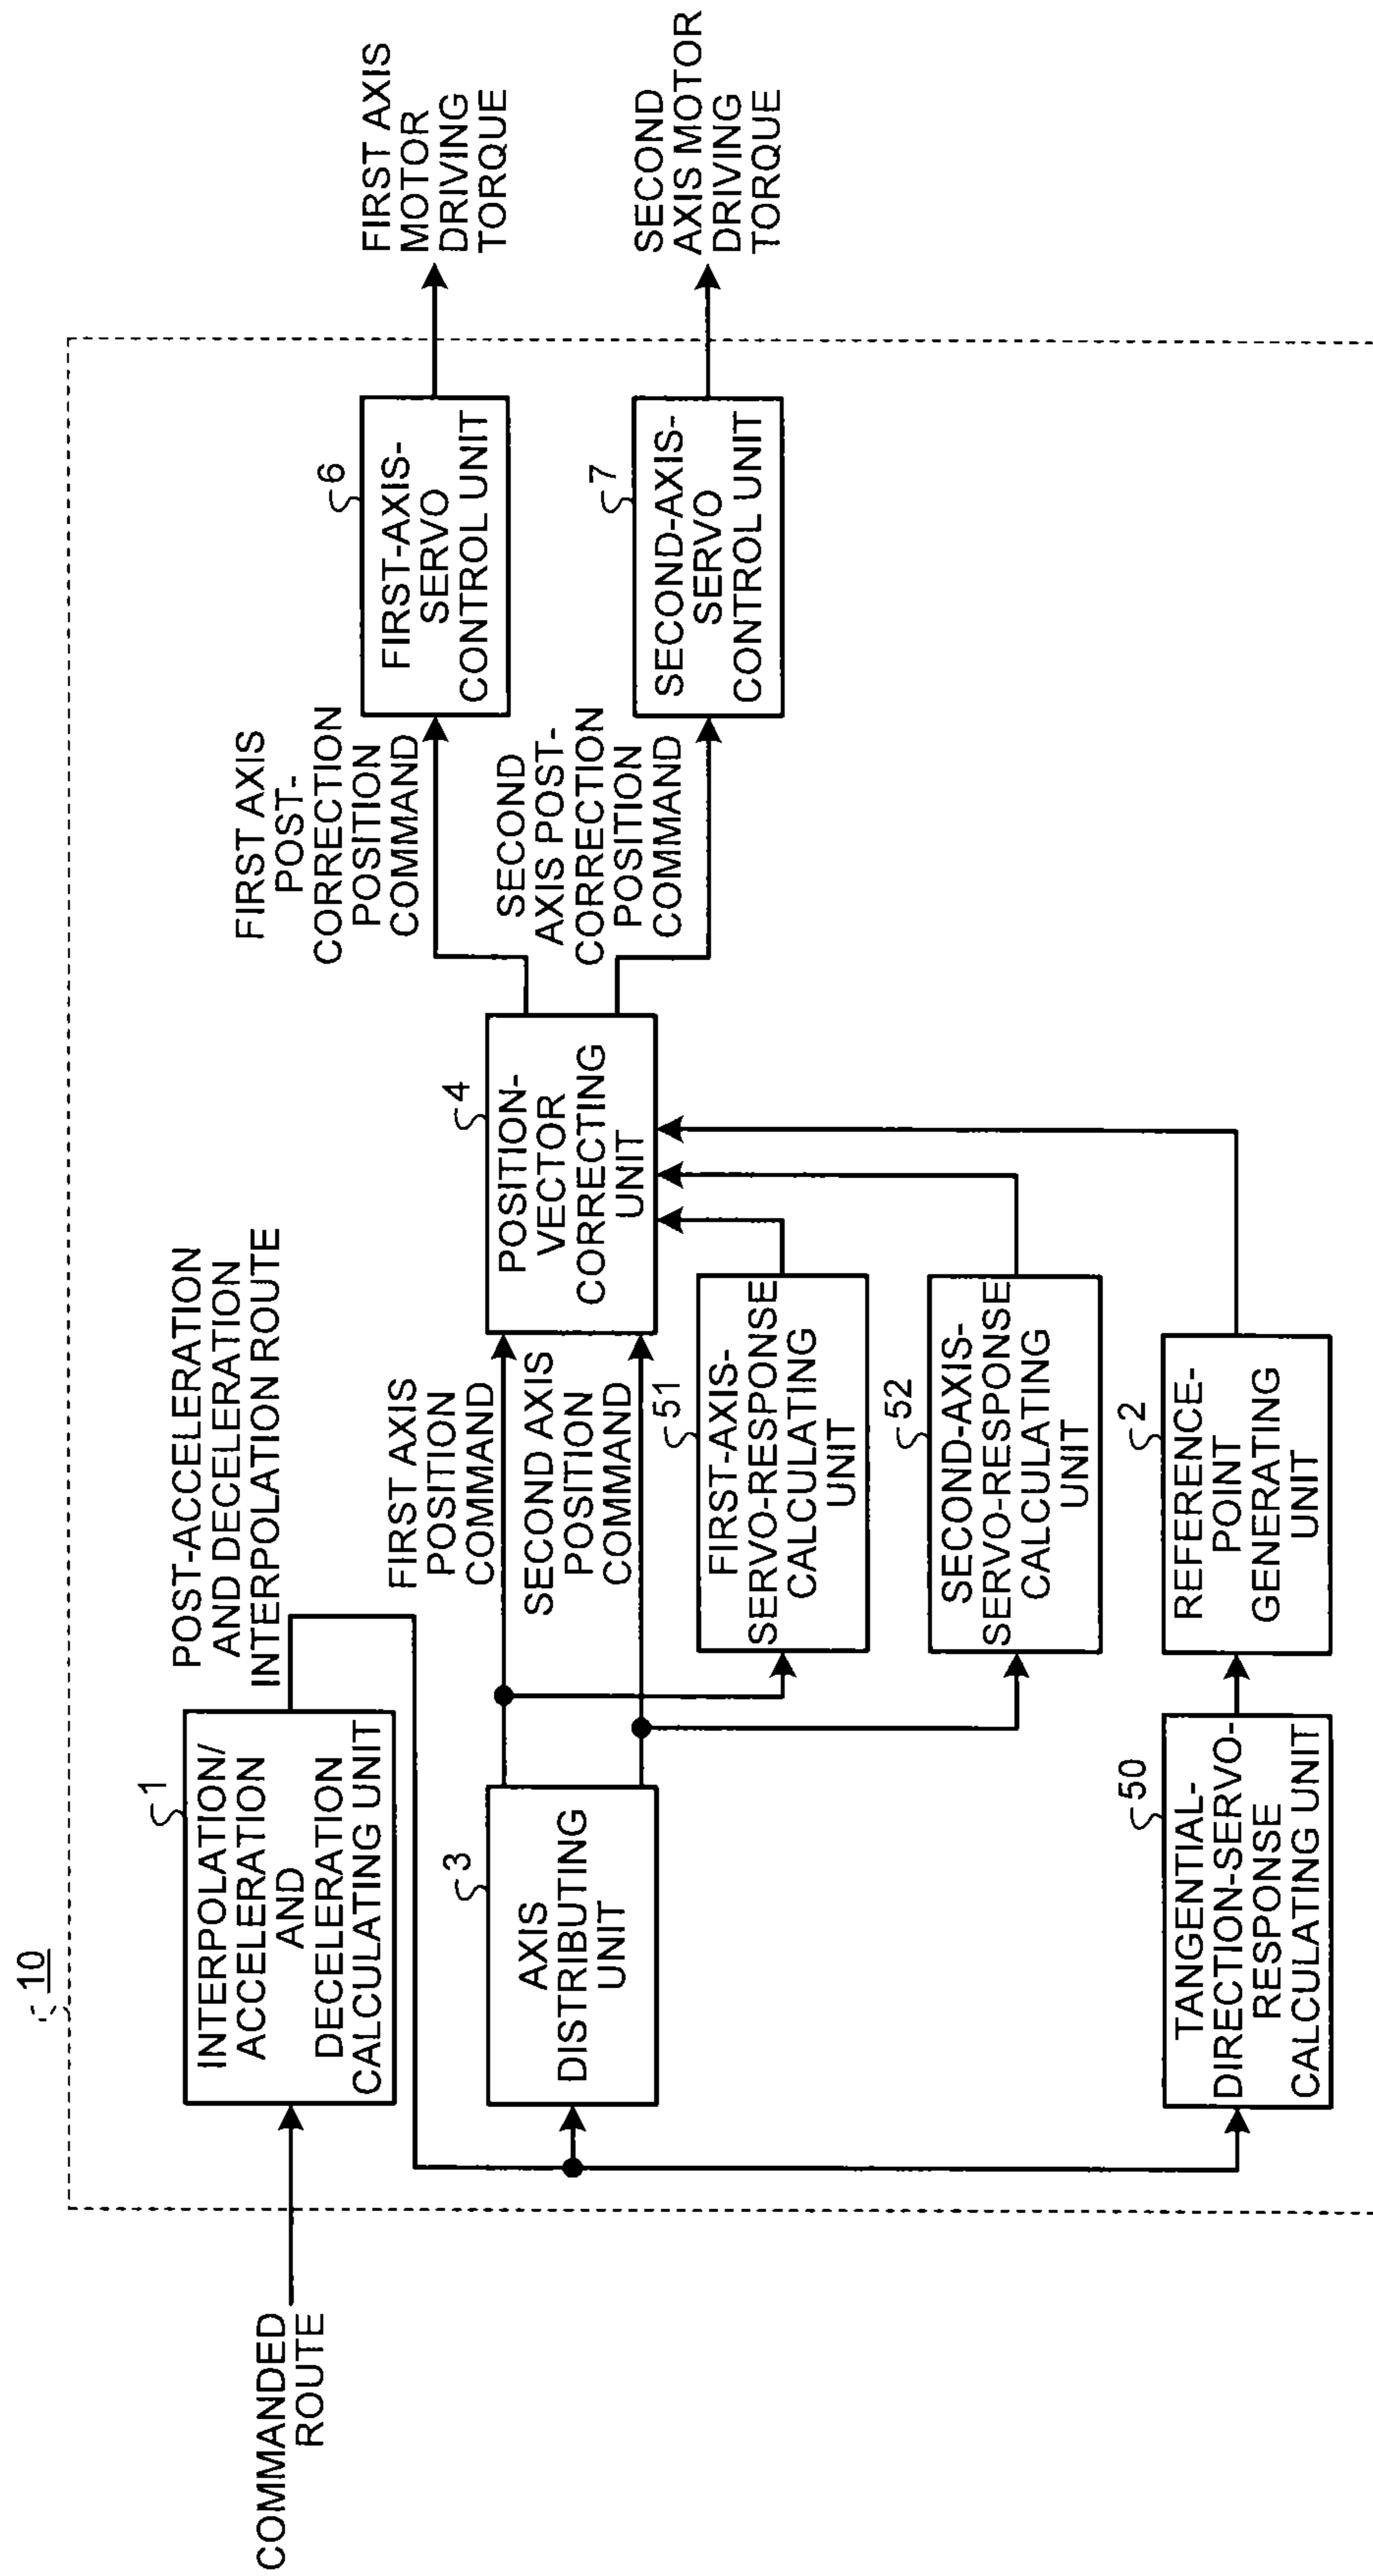 10
COMMANDED
ROUTE
1
INTERPOLATION/
ACCELERATION
AND
DECELERATION
CALCULATING UNIT
POST-ACCELERATION
AND DECELERATION
INTERPOLATION ROUTE
3
AXIS
DISTRIBUTING
UNIT
FIRST AXIS
POSITION
COMMAND
SECOND AXIS
POSITION
COMMAND
4
POSITION-
VECTOR
CORRECTING
UNIT
51
FIRST-AXIS-
SERVO-RESPONSE
CALCULATING
UNIT
52
SECOND-AXIS-
SERVO-RESPONSE
CALCULATING
UNIT
50
TANGENTIAL-
DIRECTION-SERVO-
RESPONSE
CALCULATING UNIT
2
REFERENCE-
POINT
GENERATING
UNIT
FIRST AXIS
POST-
CORRECTION
POSITION
COMMAND
SECOND
AXIS POST-
CORRECTION
POSITION
COMMAND
6
FIRST-AXIS-
SERVO
CONTROL UNIT
7
SECOND-AXIS-
SERVO
CONTROL UNIT
FIRST AXIS
MOTOR
DRIVING
TORQUE
SECOND
AXIS MOTOR
DRIVING
TORQUE